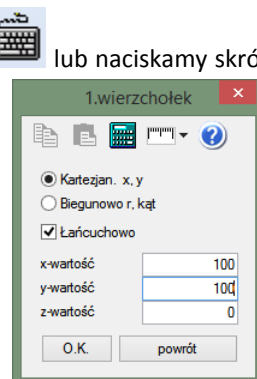 lub naciskamy skró
1.wierzchołek
Kartezjan. x, y
Biegunowo r, kąt
Łańcuchowo
x-wartość 100
y-wartość 100
z-wartość 0
O.K. powrót